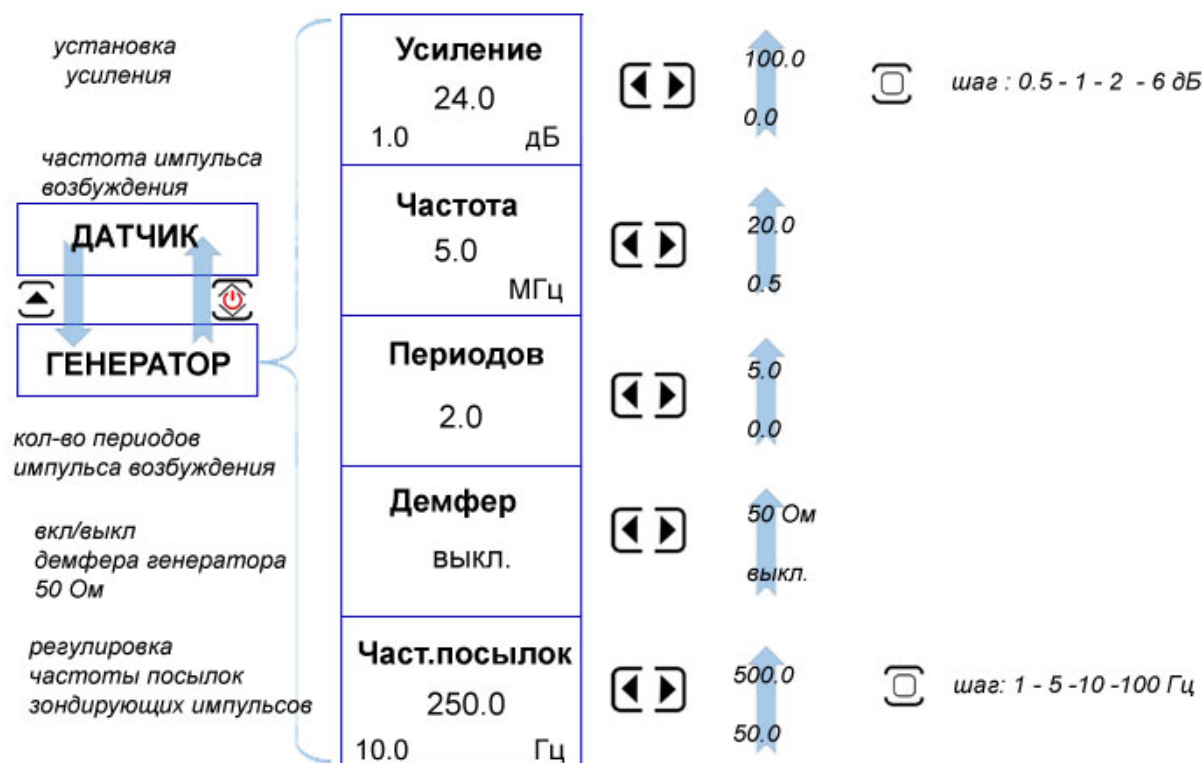 установка
усиления
частота импульса
возбуждения
ДАТЧИК
ГЕНЕРАТОР
кол-во периодов
импульса возбуждения
вкл/выкл
демфера генератора
50 Ом
регулировка
частоты посылок
зондирующих импульсов
Усиление
24.0
1.0 дБ
100.0
0.0
шаг : 0.5 - 1 - 2 - 6 дБ
Частота
5.0
МГц
20.0
0.5
Периодов
2.0
5.0
0.0
Демфер
выкл.
50 Ом
выкл.
Част.посылок
250.0
10.0 Гц
500.0
50.0
шаг: 1 - 5 -10 -100 Гц